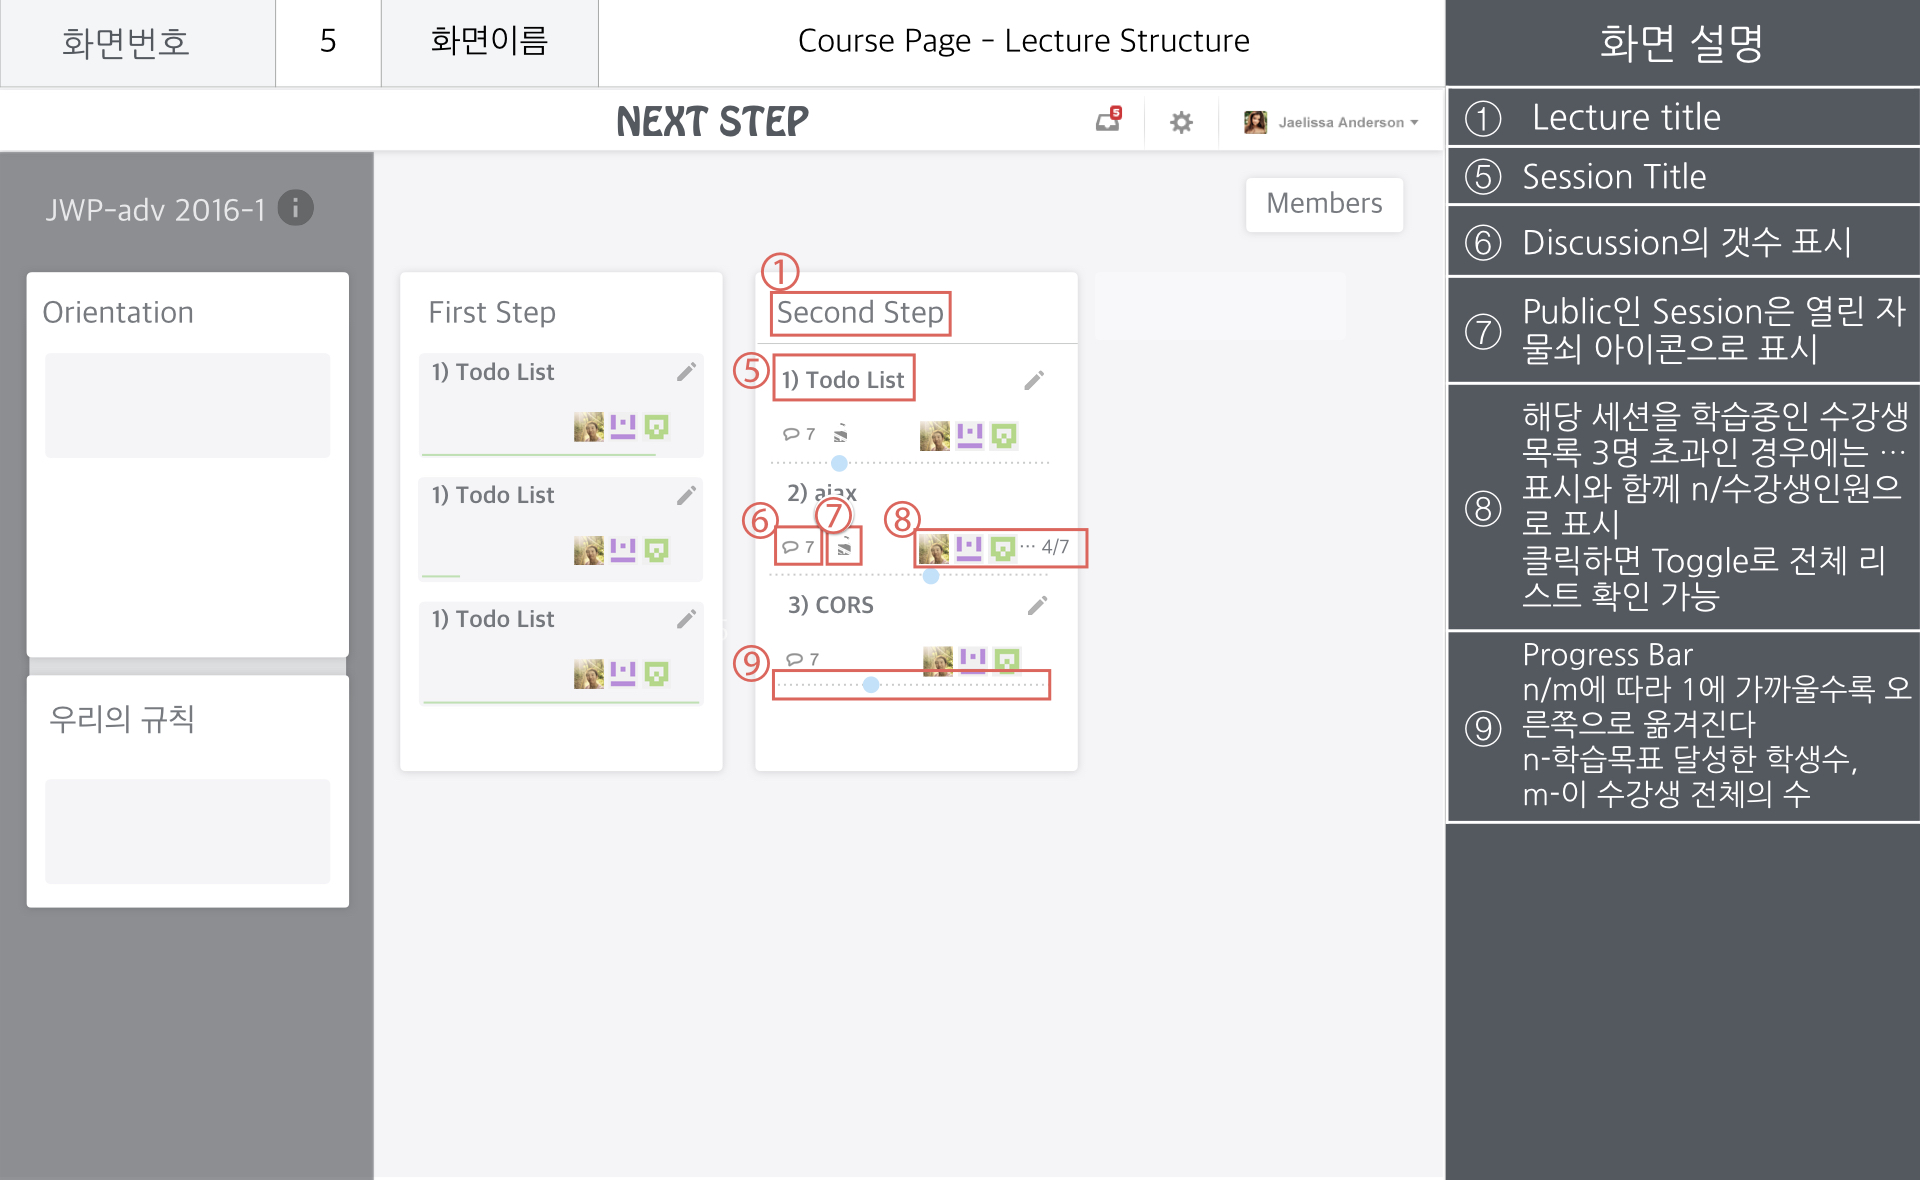 화면번호
5
화면이름
Course Page - Lecture Structure
NEXT STEP
5
Jaelissa Anderson
JWP-adv 2016-1
i
Members
Orientation
우리의 규칙
First Step
1) Todo List
1) Todo List
1) Todo List
①
Second Step
⑤
1) Todo List
7
2) ajax
⑥
⑦
⑧
7
··· 4/7
3) CORS
7
⑨
화면 설명
① Lecture title
⑤ Session Title
⑥ Discussion의 갯수 표시
⑦ Public인 Session은 열린 자
물쇠 아이콘으로 표시
⑧ 해당 세션을 학습중인 수강생
목록 3명 초과인 경우에는 ···
표시와 함께 n/수강생인원으
로 표시
클릭하면 Toggle로 전체 리
스트 확인 가능
⑨ Progress Bar
n/m에 따라 1에 가까울수록 오
른쪽으로 옮겨진다
n-학습목표 달성한 학생수,
m-이 수강생 전체의 수